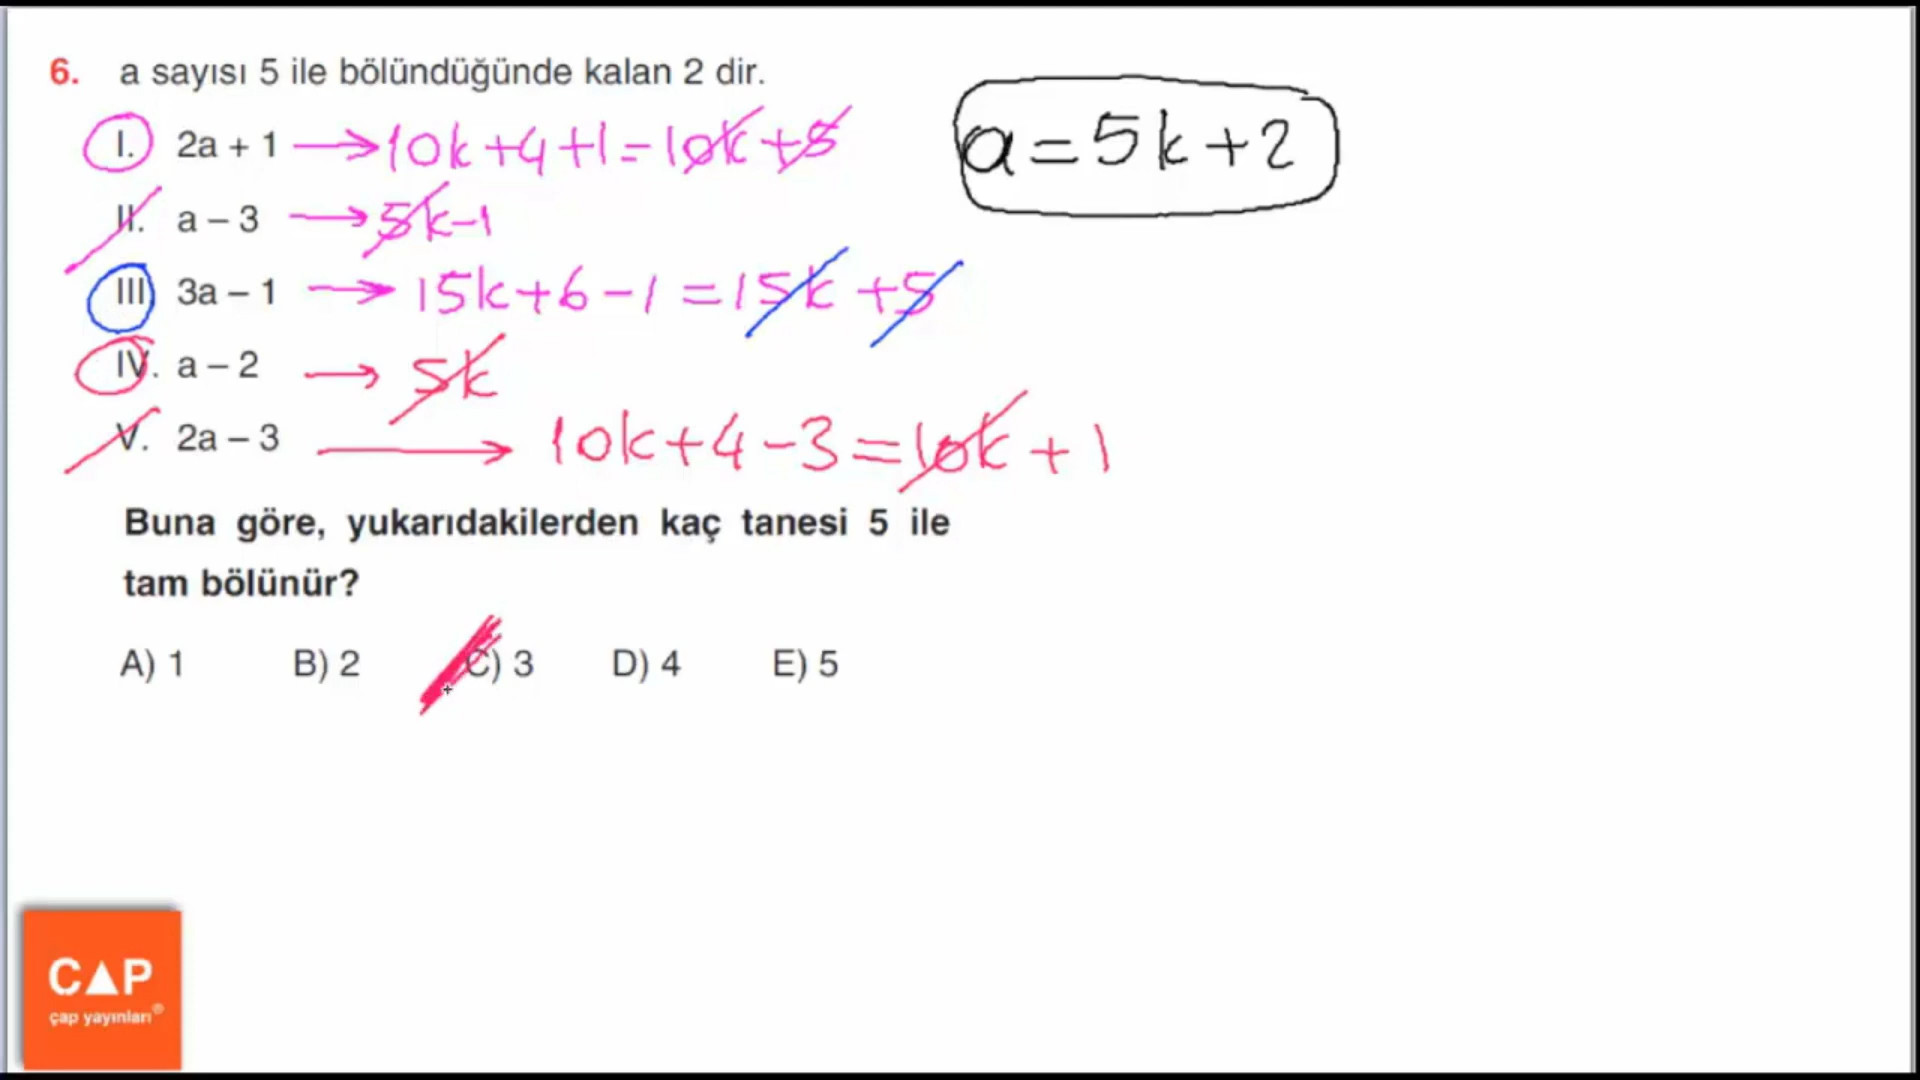 6. a sayısı 5 ile bölündüğünde kalan 2 dir.
a = 5k + 2
I. 2a + 1 → 10k + 4 + 1 = 10k + 5
II. a – 3 → 5k – 1
III. 3a – 1 → 15k + 6 – 1 = 15k + 5
IV. a – 2 → 5k
V. 2a – 3 → 10k + 4 – 3 = 10k + 1
Buna göre, yukarıdakilerden kaç tanesi 5 ile
tam bölünür?
A) 1 B) 2 C) 3 D) 4 E) 5
CAP
çap yayınları®